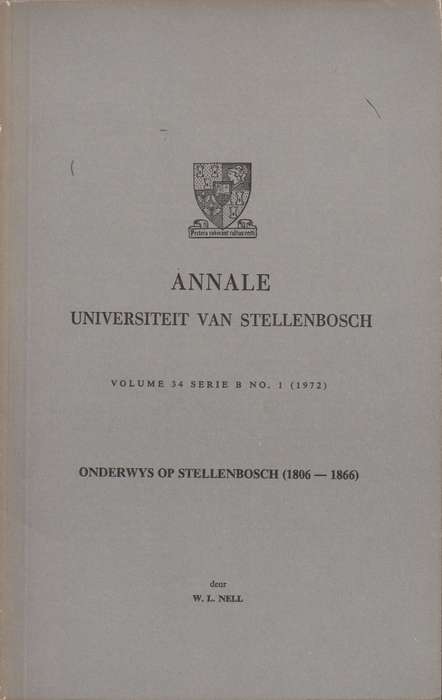 Pectora roborant cultus recti
ANNALE
UNIVERSITEIT VAN STELLENBOSCH
VOLUME 34 SERIE B NO. 1 (1972)
ONDERWYS OP STELLENBOSCH (1806 — 1866)
deur
W. L. NELL